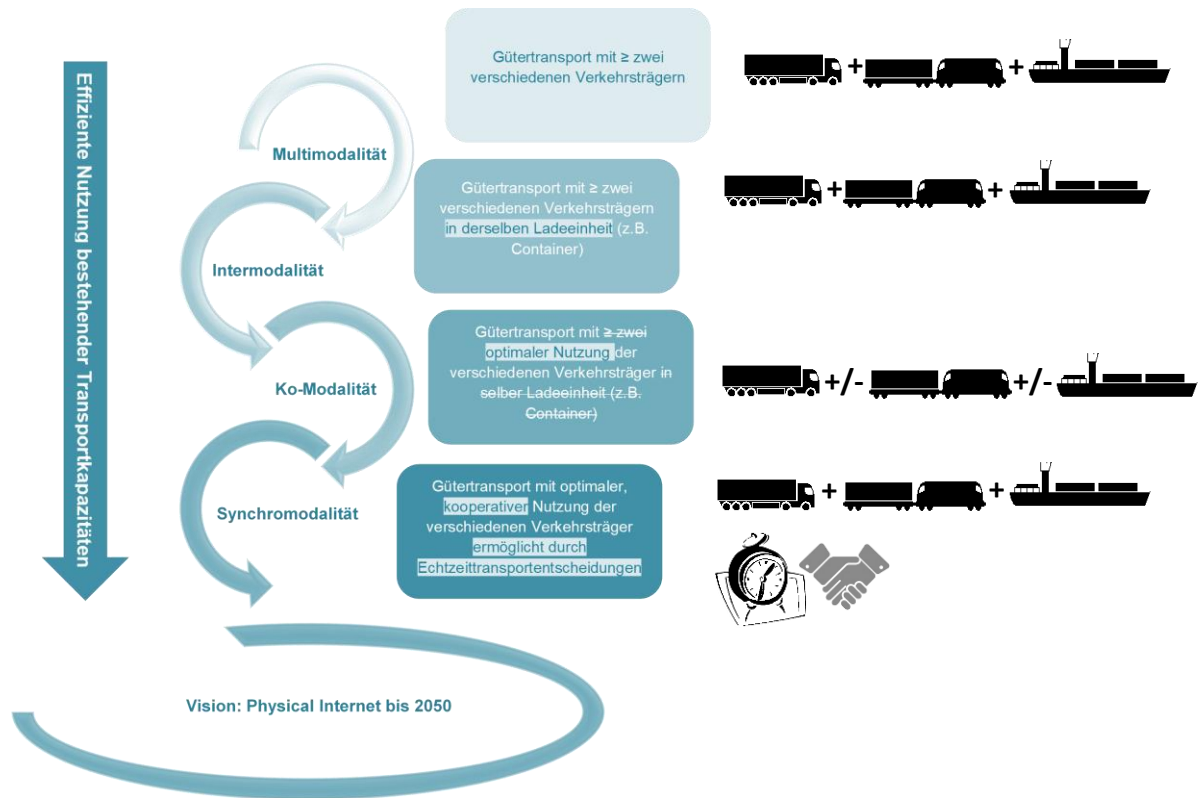 Effiziente Nutzung bestehender Transportkapazitäten
Gütertransport mit ≥ zwei
verschiedenen Verkehrsträgern
+
+
Multimodalität
Gütertransport mit ≥ zwei
verschiedenen Verkehrsträgern
in derselben Ladeeinheit (z.B.
Container)
+
+
Intermodalität
Gütertransport mit ≥ zwei
optimaler Nutzung der
verschiedenen Verkehrsträger in
selber Ladeeinheit (z.B.
Container)
+/-
+/-
Ko-Modalität
Gütertransport mit optimaler,
kooperativer Nutzung der
verschiedenen Verkehrsträger
ermöglicht durch
Echtzeittransportentscheidungen
+
+
Synchromodalität
Vision: Physical Internet bis 2050